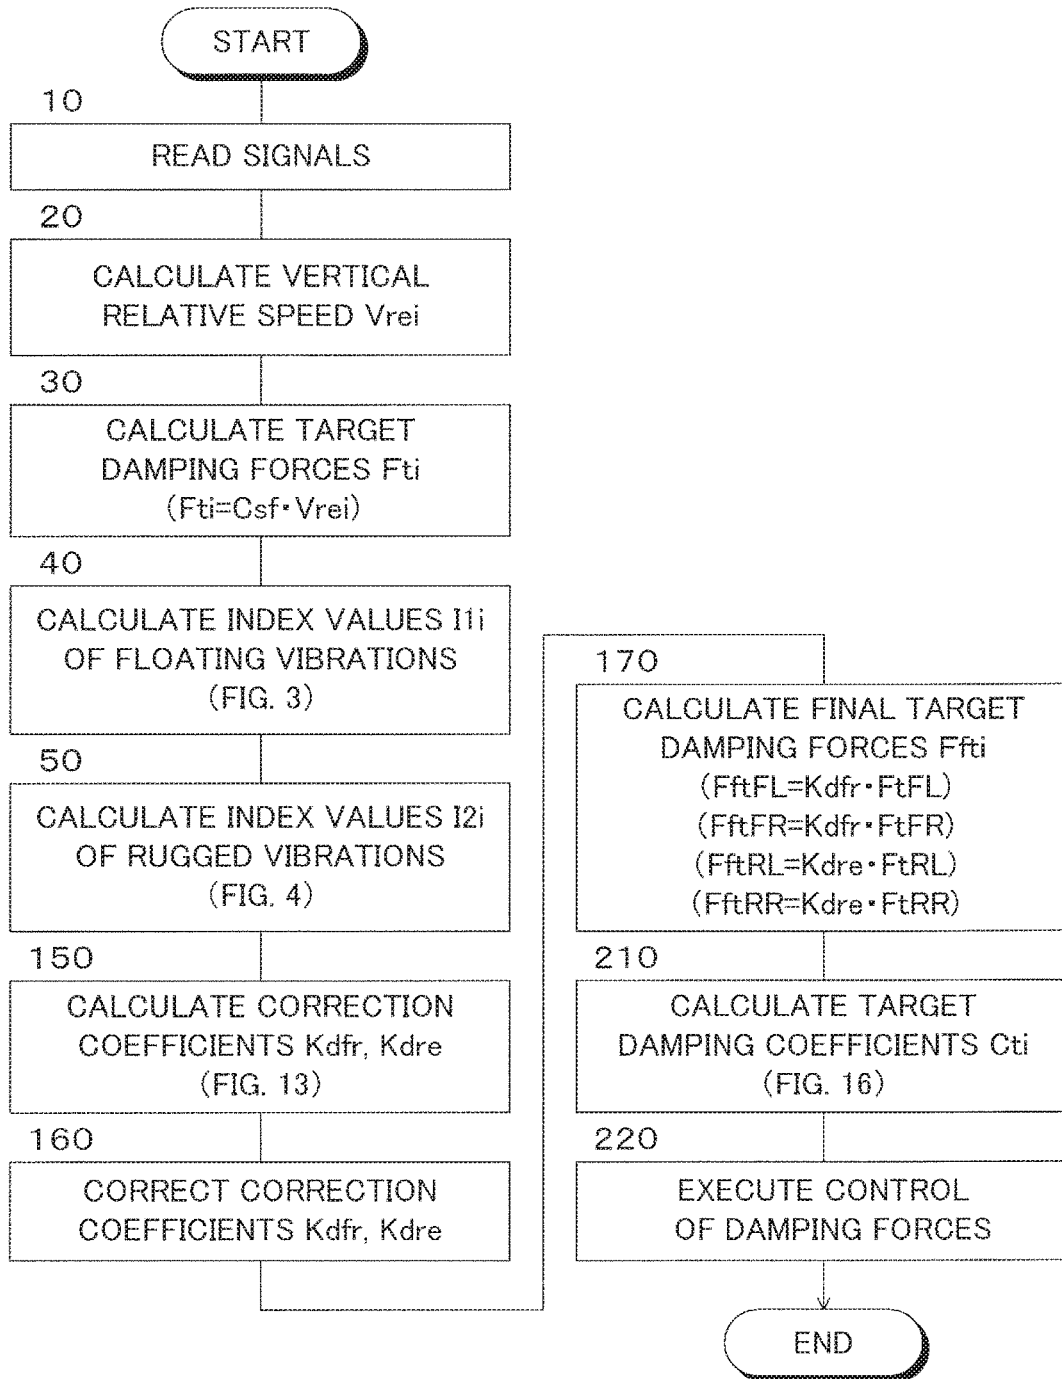 START
10
READ SIGNALS
20
CALCULATE VERTICAL
RELATIVE SPEED Vrei
30
CALCULATE TARGET
DAMPING FORCES Fti
(Fti=Csf・Vrei)
40
CALCULATE INDEX VALUES I1i
OF FLOATING VIBRATIONS
(FIG. 3)
50
CALCULATE INDEX VALUES I2i
OF RUGGED VIBRATIONS
(FIG. 4)
150
CALCULATE CORRECTION
COEFFICIENTS Kdfr, Kdre
(FIG. 13)
160
CORRECT CORRECTION
COEFFICIENTS Kdfr, Kdre
170
CALCULATE FINAL TARGET
DAMPING FORCES Ffti
(FftFL=Kdfr・FtFL)
(FftFR=Kdfr・FtFR)
(FftRL=Kdre・FtRL)
(FftRR=Kdre・FtRR)
210
CALCULATE TARGET
DAMPING COEFFICIENTS Cti
(FIG. 16)
220
EXECUTE CONTROL
OF DAMPING FORCES
END